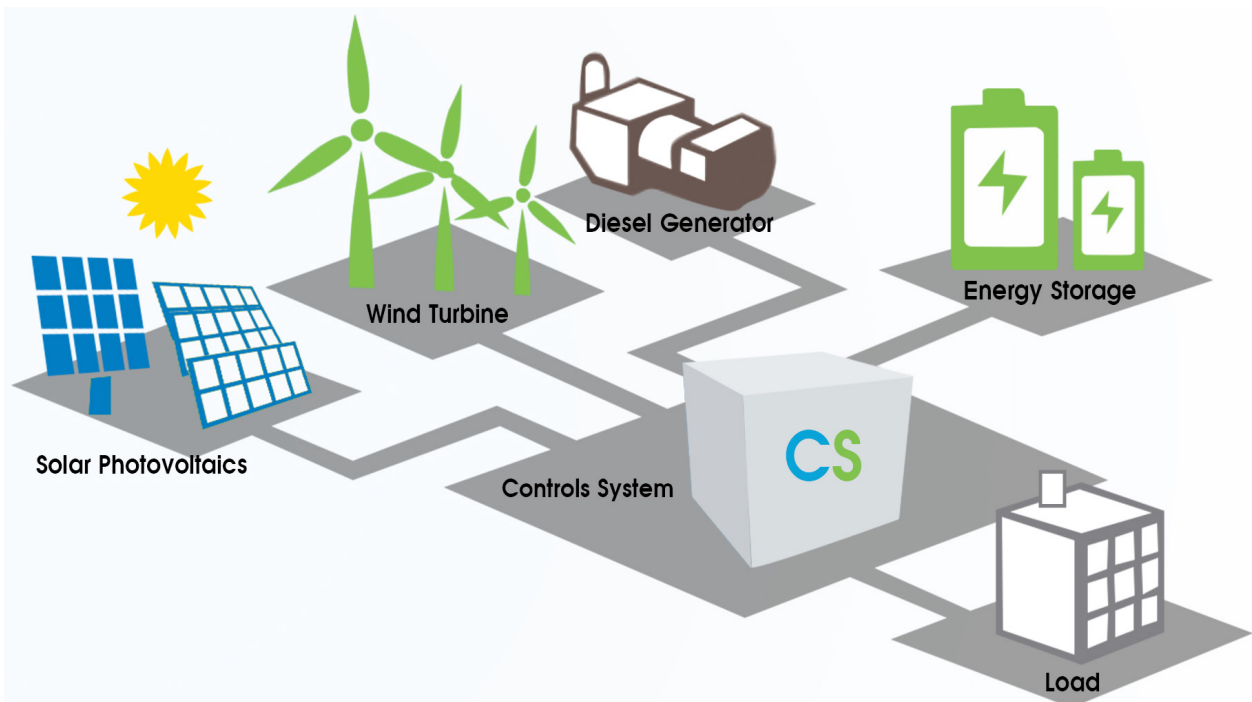 Diesel Generator
Energy Storage
Wind Turbine
Solar Photovoltaics
CS
Controls System
Load